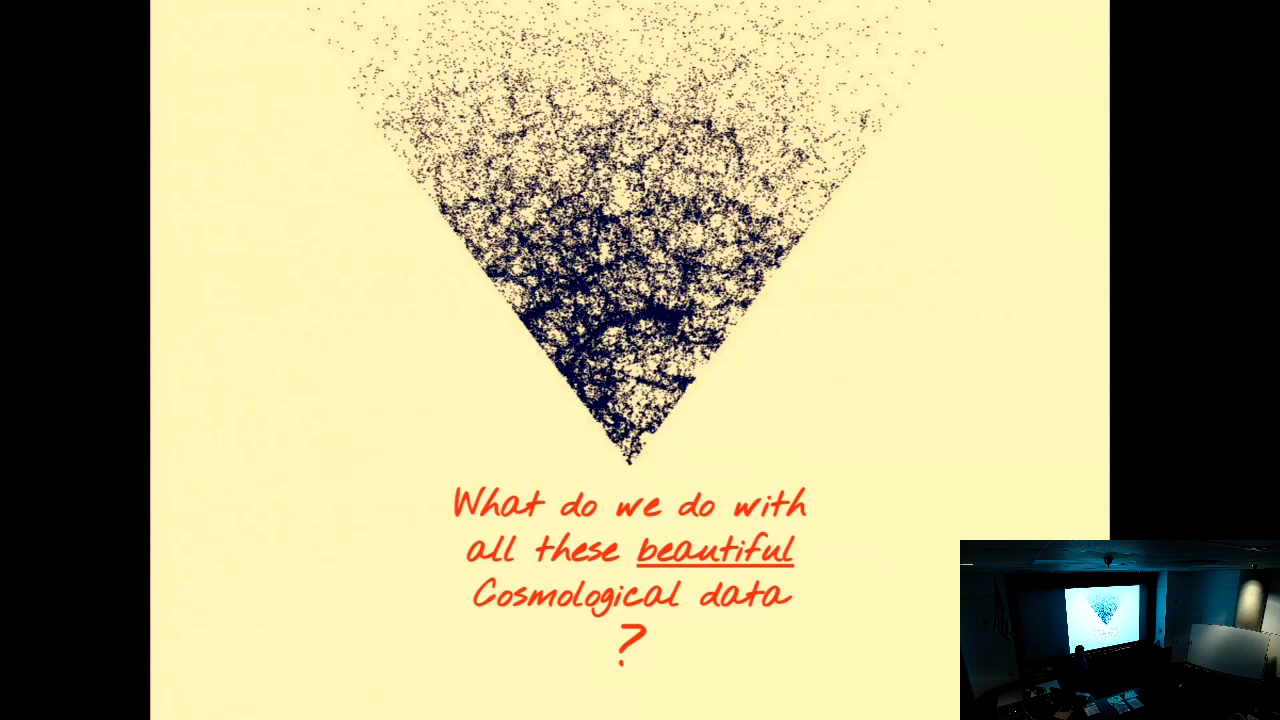 What do we do with
all these beautiful
Cosmological data
?